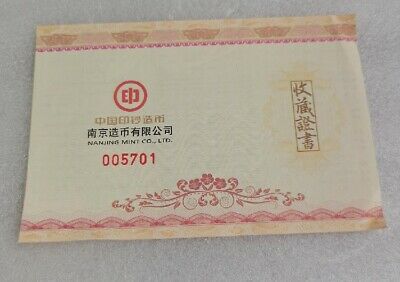 印
中国印钞造币
南京造币有限公司
NANJING MINT CO., LTD.
005701
收藏證書